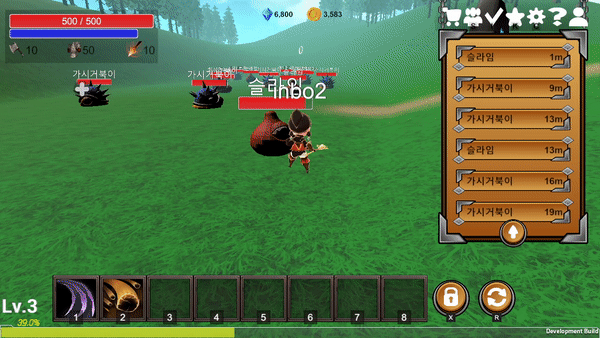 500 / 500
6,800
3,583
10
50
10
가시거북이
가시거북이
슬라임
inbo2
슬라임 1m
가시거북이 9m
가시거북이 13m
슬라임 13m
가시거북이 16m
가시거북이 19m
1 2 3 4 5 6 7 8
X R
Lv.3
39.0%
Development Build